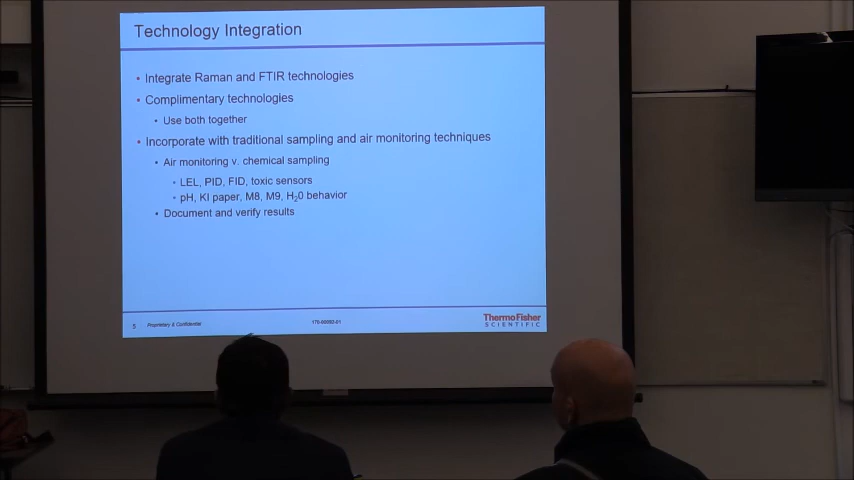 Technology Integration
• Integrate Raman and FTIR technologies
• Complimentary technologies
• Use both together
• Incorporate with traditional sampling and air monitoring techniques
• Air monitoring v. chemical sampling
• LEL, PID, FID, toxic sensors
• pH, KI paper, M8, M9, H₂0 behavior
• Document and verify results
5 Proprietary & Confidential
ThermoFisher
SCIENTIFIC